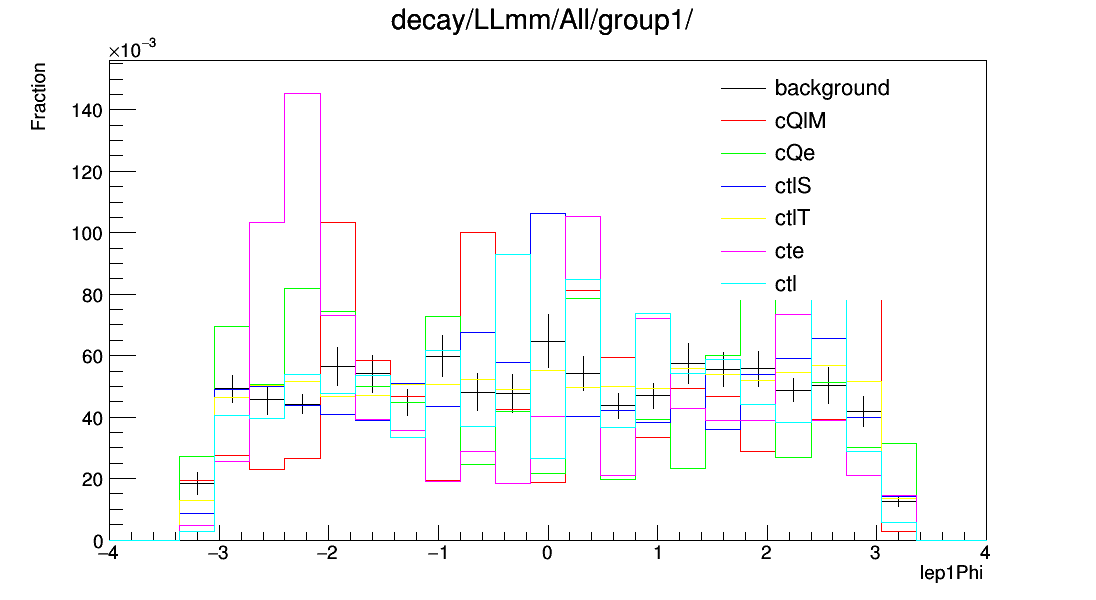 decay/LLmm/All/group1/
×10⁻³
Fraction
140
120
100
80
60
40
20
0
background
cQlM
cQe
ctlS
ctlT
cte
ctl
−4 −3 −2 −1 0 1 2 3 4
lep1Phi